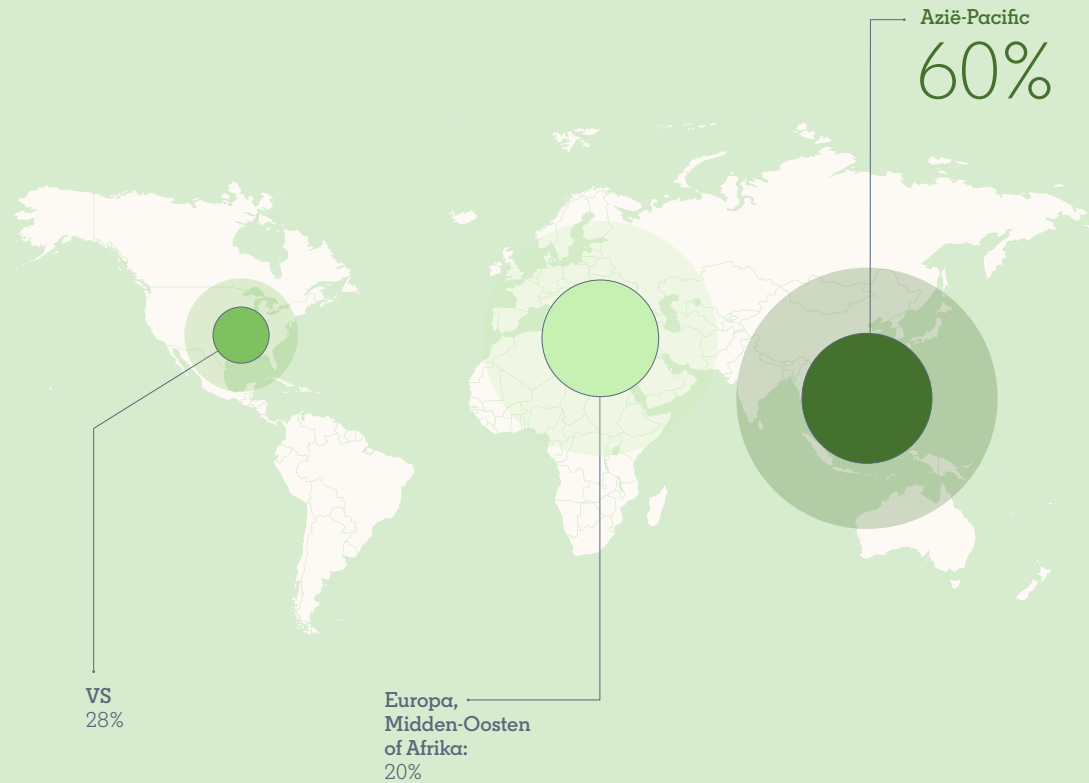 Azië-Pacific
60%
VS
28%
Europa,
Midden-Oosten
of Afrika:
20%